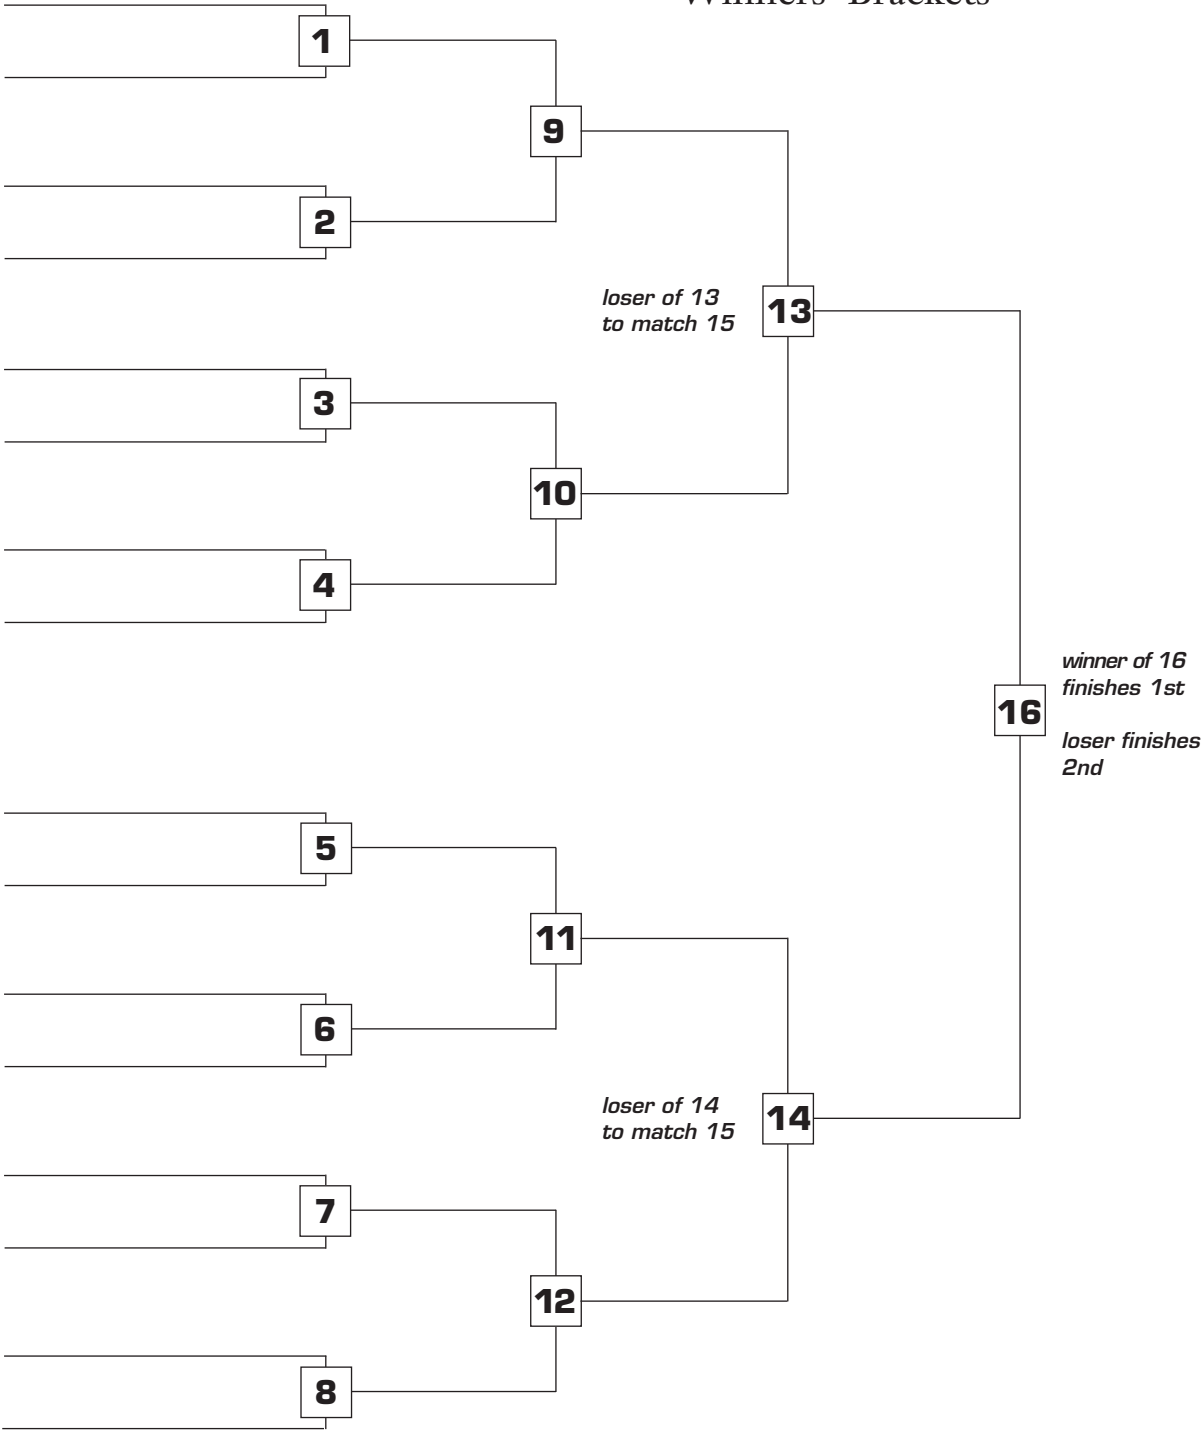 Winners' Brackets
1
9
2
loser of 13
to match 15
13
3
10
4
winner of 16
finishes 1st
16
loser finishes
2nd
5
11
6
loser of 14
to match 15
14
7
12
8